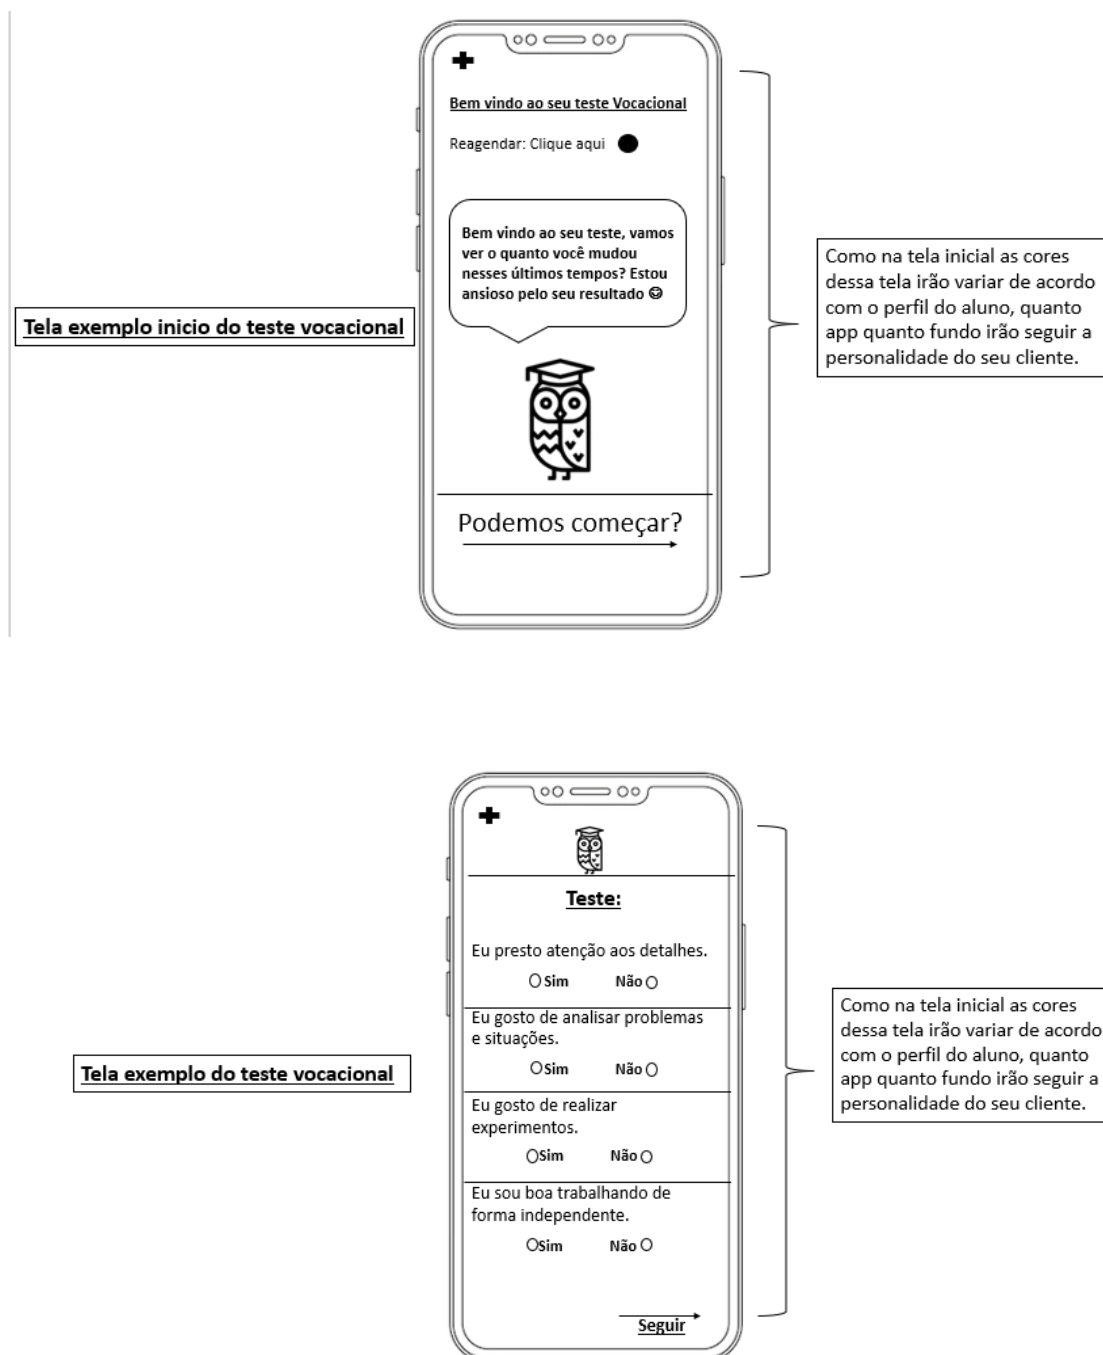 Bem vindo ao seu teste Vocacional
Reagendar: Clique aqui
Bem vindo ao seu teste, vamos
ver o quanto você mudou
nesses últimos tempos? Estou
ansioso pelo seu resultado 😊
Tela exemplo inicio do teste vocacional
Podemos começar?
Como na tela inicial as cores
dessa tela irão variar de acordo
com o perfil do aluno, quanto
app quanto fundo irão seguir a
personalidade do seu cliente.
Teste:
Eu presto atenção aos detalhes.
Sim Não
Eu gosto de analisar problemas
e situações.
Sim Não
Eu gosto de realizar
experimentos.
Sim Não
Eu sou boa trabalhando de
forma independente.
Sim Não
Seguir
Tela exemplo do teste vocacional
Como na tela inicial as cores
dessa tela irão variar de acordo
com o perfil do aluno, quanto
app quanto fundo irão seguir a
personalidade do seu cliente.